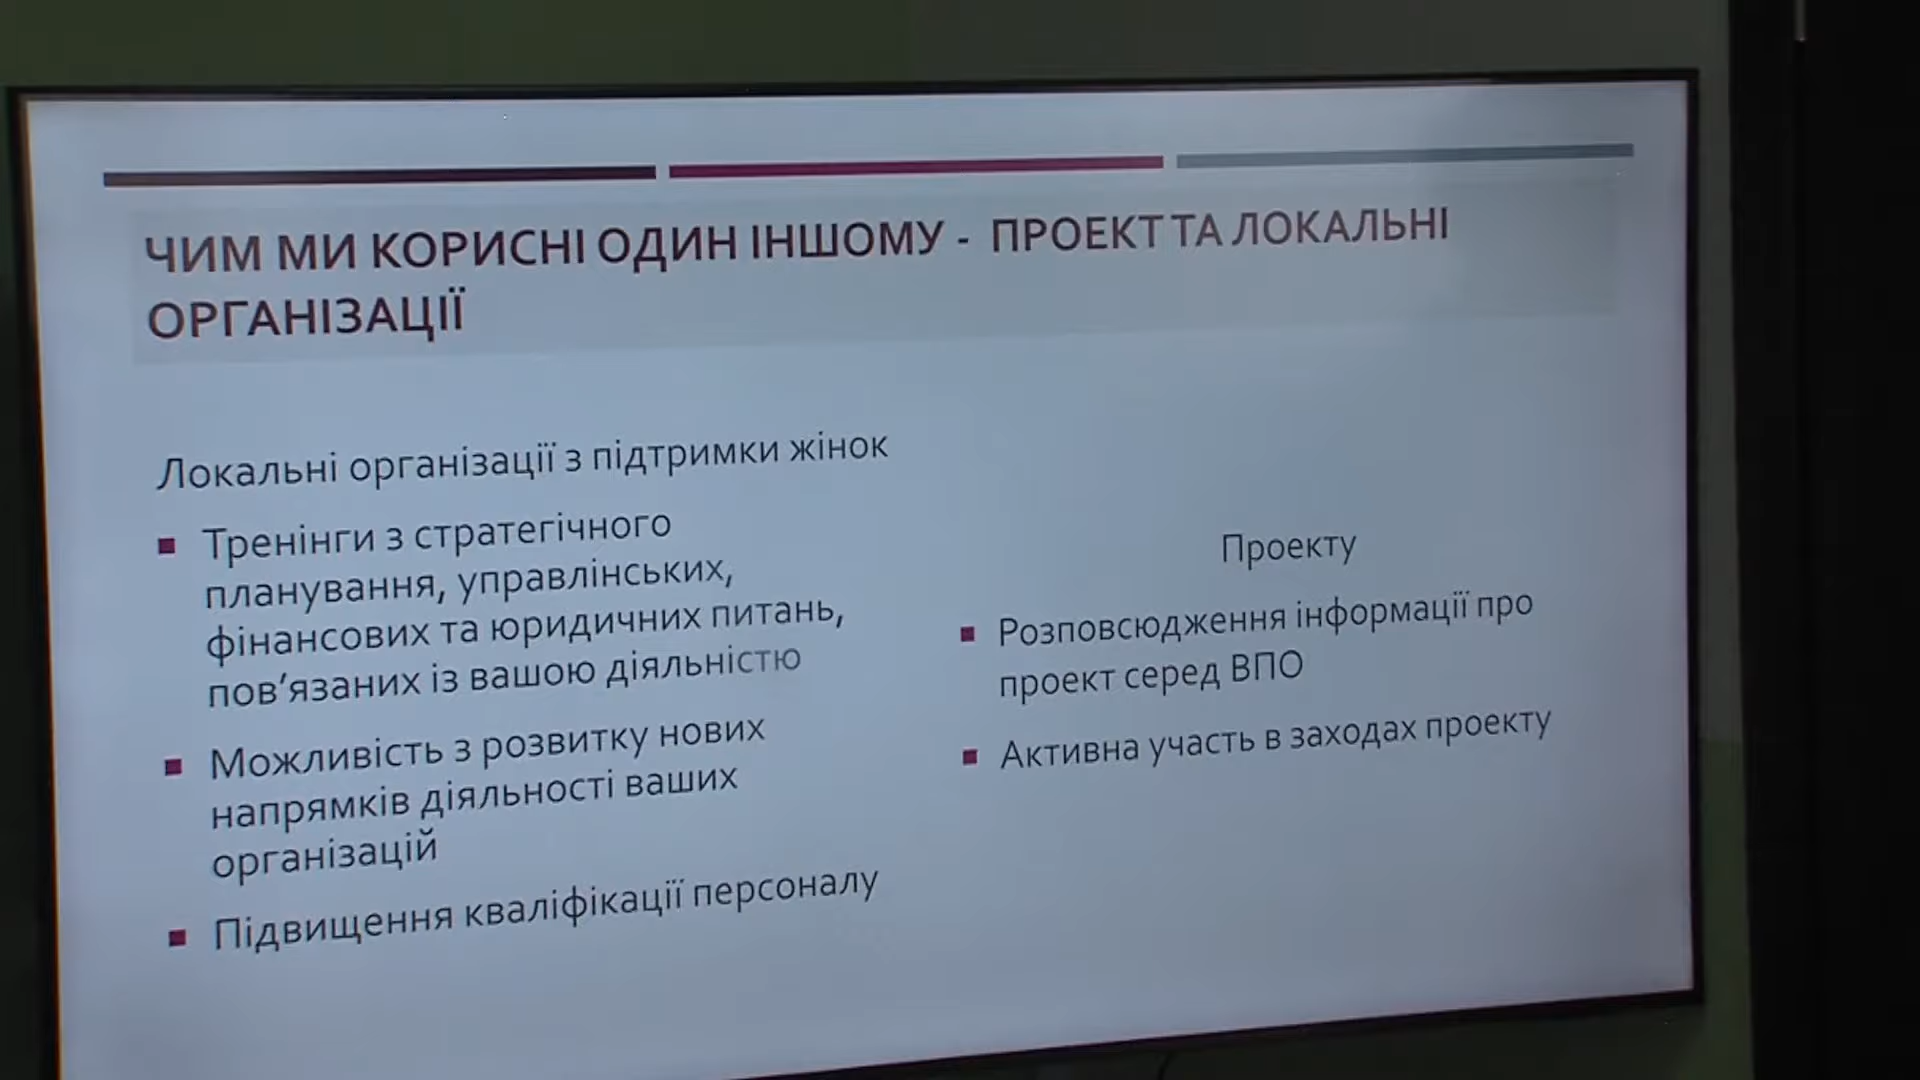 ЧИМ МИ КОРИСНІ ОДИН ІНШОМУ - ПРОЕКТ ТА ЛОКАЛЬНІ
ОРГАНІЗАЦІЇ
Локальні організації з підтримки жінок
Тренінги з стратегічного
планування, управлінських,
фінансових та юридичних питань,
пов’язаних із вашою діяльністю
Можливість з розвитку нових
напрямків діяльності ваших
організацій
Підвищення кваліфікації персоналу
Проекту
Розповсюдження інформації про
проект серед ВПО
Активна участь в заходах проекту